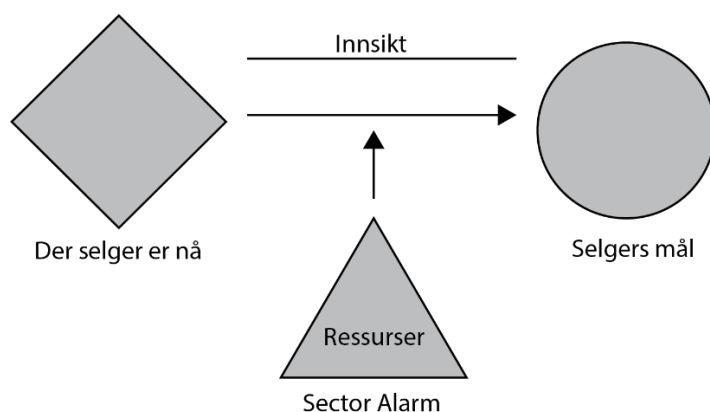 Innsikt
Der selger er nå
Selgers mål
Ressurser
Sector Alarm